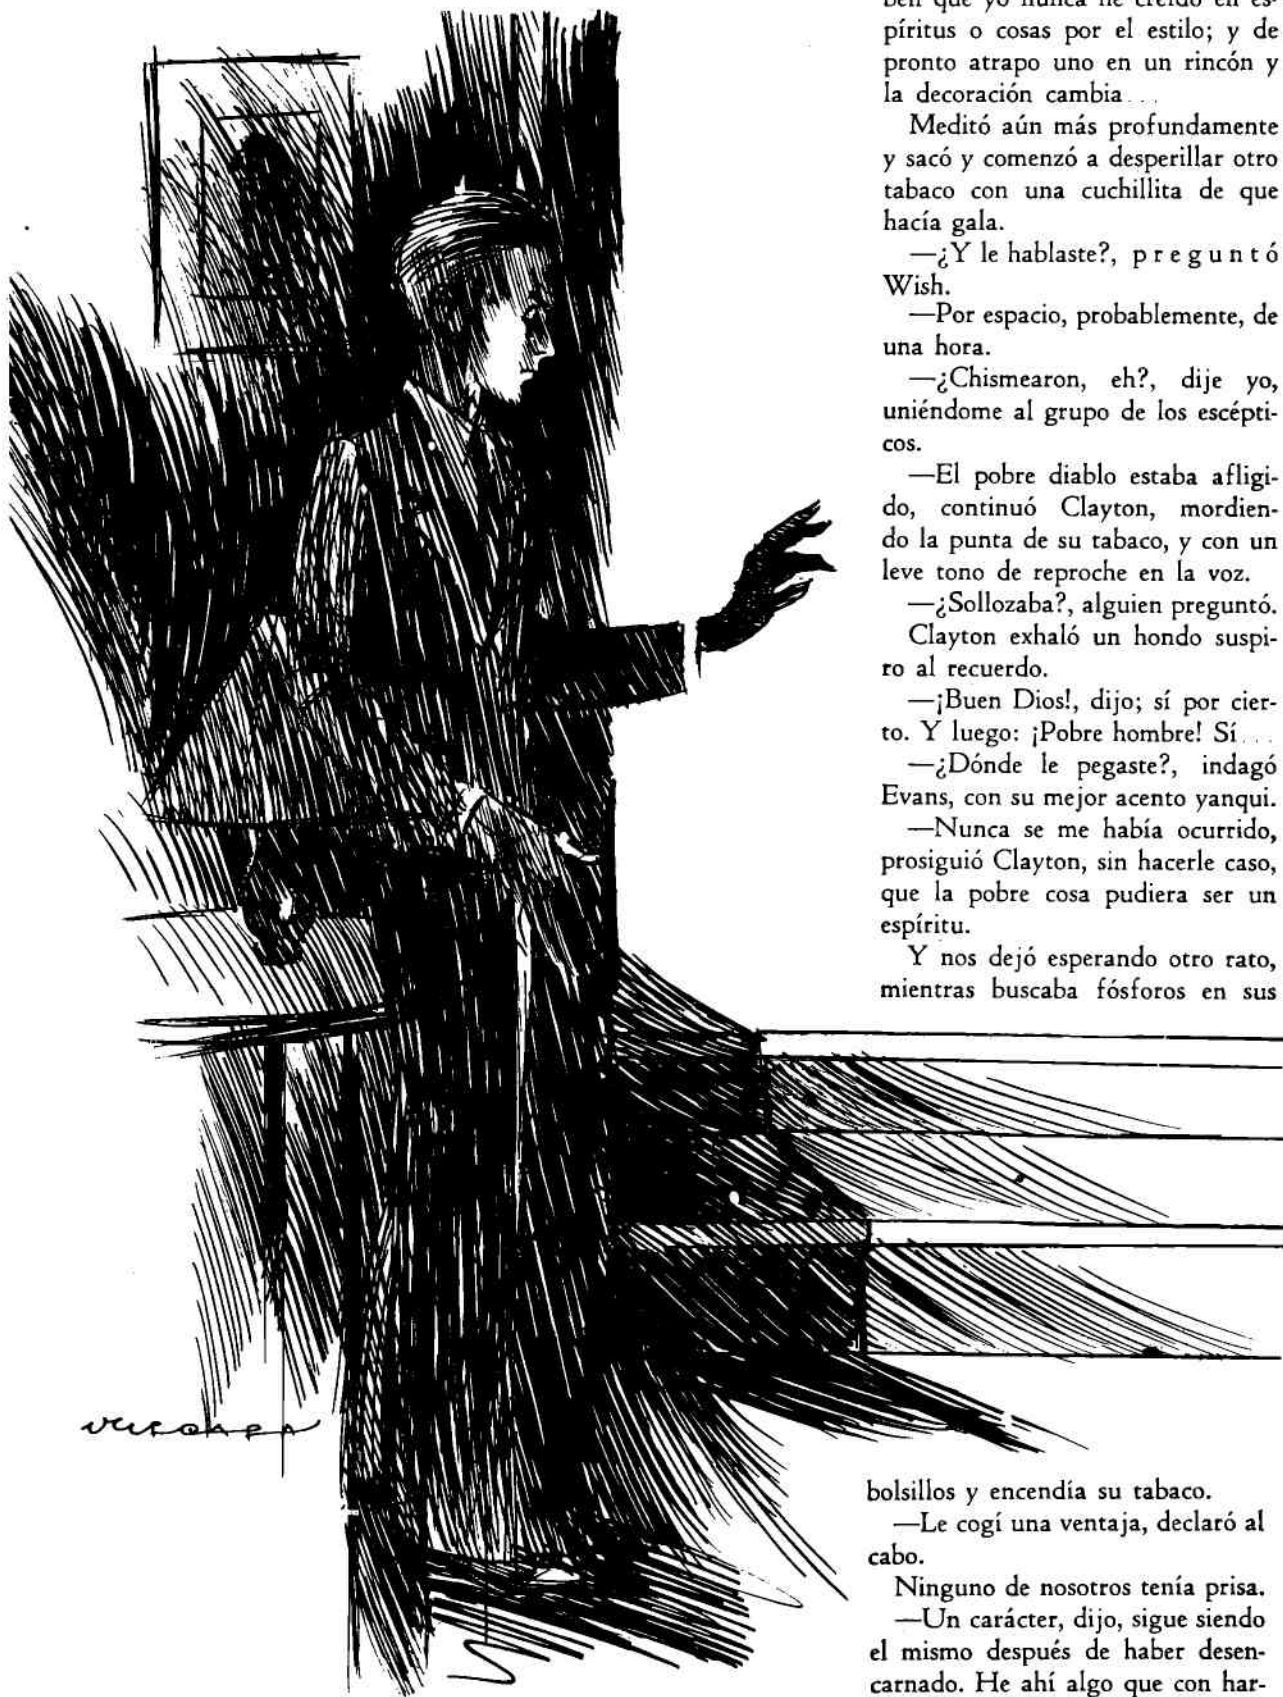 ben que yo nunca he creído en es-
píritus o cosas por el estilo; y de
pronto atrapo uno en un rincón y
la decoración cambia...
Meditó aún más profundamente
y sacó y comenzó a desperillar otro
tabaco con una cuchillita de que
hacía gala.
—¿Y le hablaste?, preguntó
Wish.
—Por espacio, probablemente, de
una hora.
—¿Chismearon, eh?, dije yo,
uniéndome al grupo de los escépti-
cos.
—El pobre diablo estaba afligi-
do, continuó Clayton, mordien-
do la punta de su tabaco, y con un
leve tono de reproche en la voz.
—¿Sollozaba?, alguien preguntó.
Clayton exhaló un hondo suspi-
ro al recuerdo.
—¡Buen Dios!, dijo; sí por cier-
to. Y luego: ¡Pobre hombre! Sí...
—¿Dónde le pegaste?, indagó
Evans, con su mejor acento yanqui.
—Nunca se me había ocurrido,
prosiguió Clayton, sin hacerle caso,
que la pobre cosa pudiera ser un
espíritu.
Y nos dejó esperando otro rato,
mientras buscaba fósforos en sus
bolsillos y encendía su tabaco.
—Le cogí una ventaja, declaró al
cabo.
Ninguno de nosotros tenía prisa.
—Un carácter, dijo, sigue siendo
el mismo después de haber desen-
carnado. He ahí algo que con har-